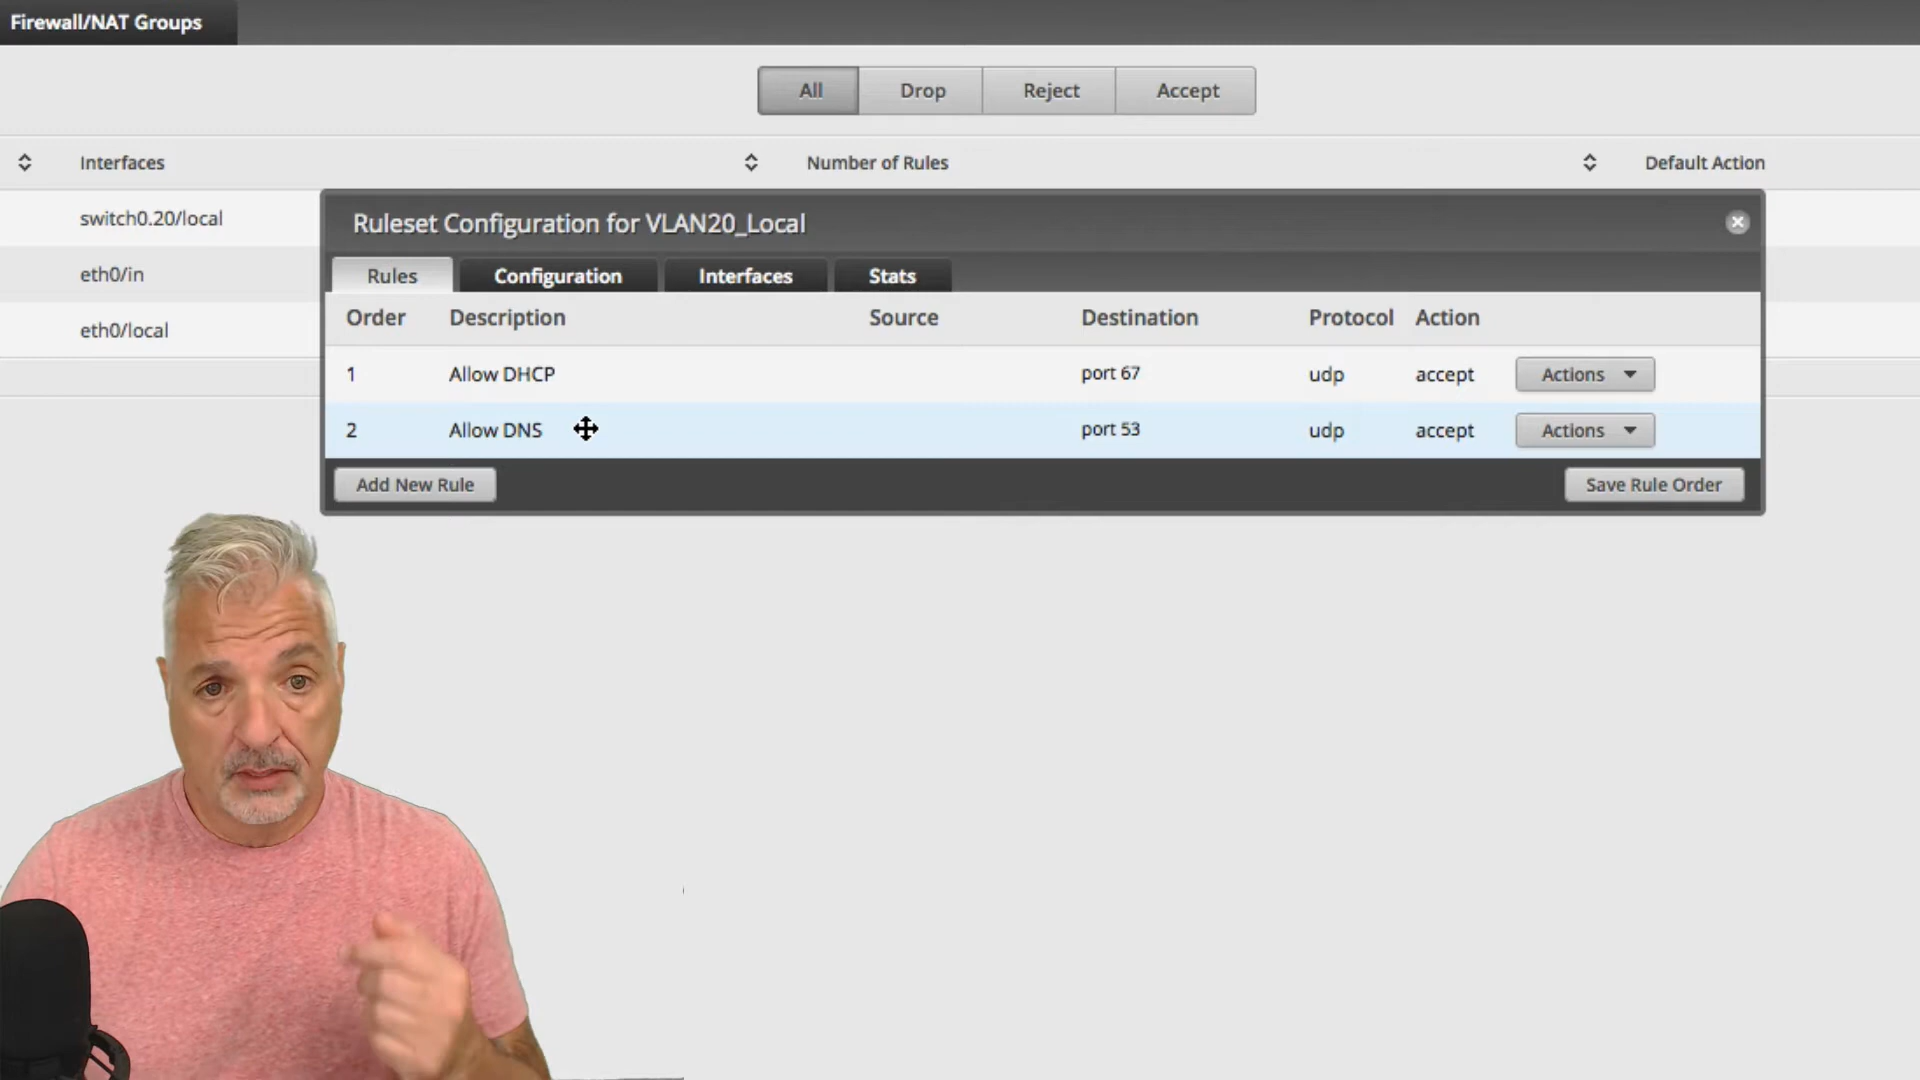 Firewall/NAT Groups
All Drop Reject Accept
Interfaces Number of Rules Default Action
switch0.20/local
eth0/in
eth0/local
Ruleset Configuration for VLAN20_Local
Rules Configuration Interfaces Stats
Order Description Source Destination Protocol Action
1 Allow DHCP port 67 udp accept Actions
2 Allow DNS port 53 udp accept Actions
Add New Rule Save Rule Order